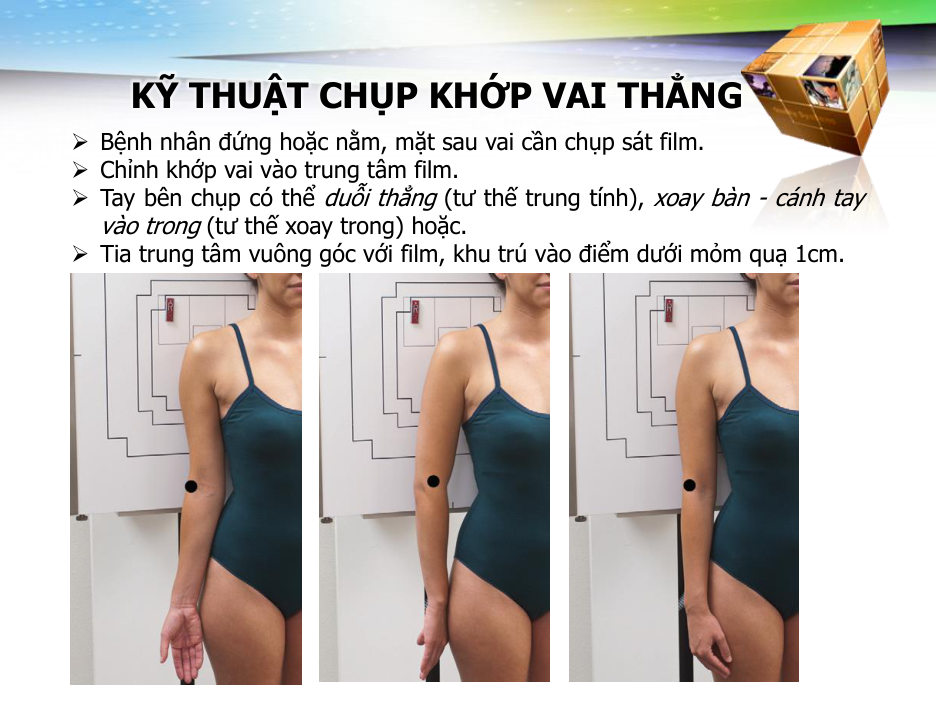 KỸ THUẬT CHỤP KHỚP VAI THẲNG
➢ Bệnh nhân đứng hoặc nằm, mặt sau vai cần chụp sát film.
➢ Chỉnh khớp vai vào trung tâm film.
➢ Tay bên chụp có thể duỗi thẳng (tư thế trung tính), xoay bàn - cánh tay
vào trong (tư thế xoay trong) hoặc.
➢ Tia trung tâm vuông góc với film, khu trú vào điểm dưới mỏm quạ 1cm.